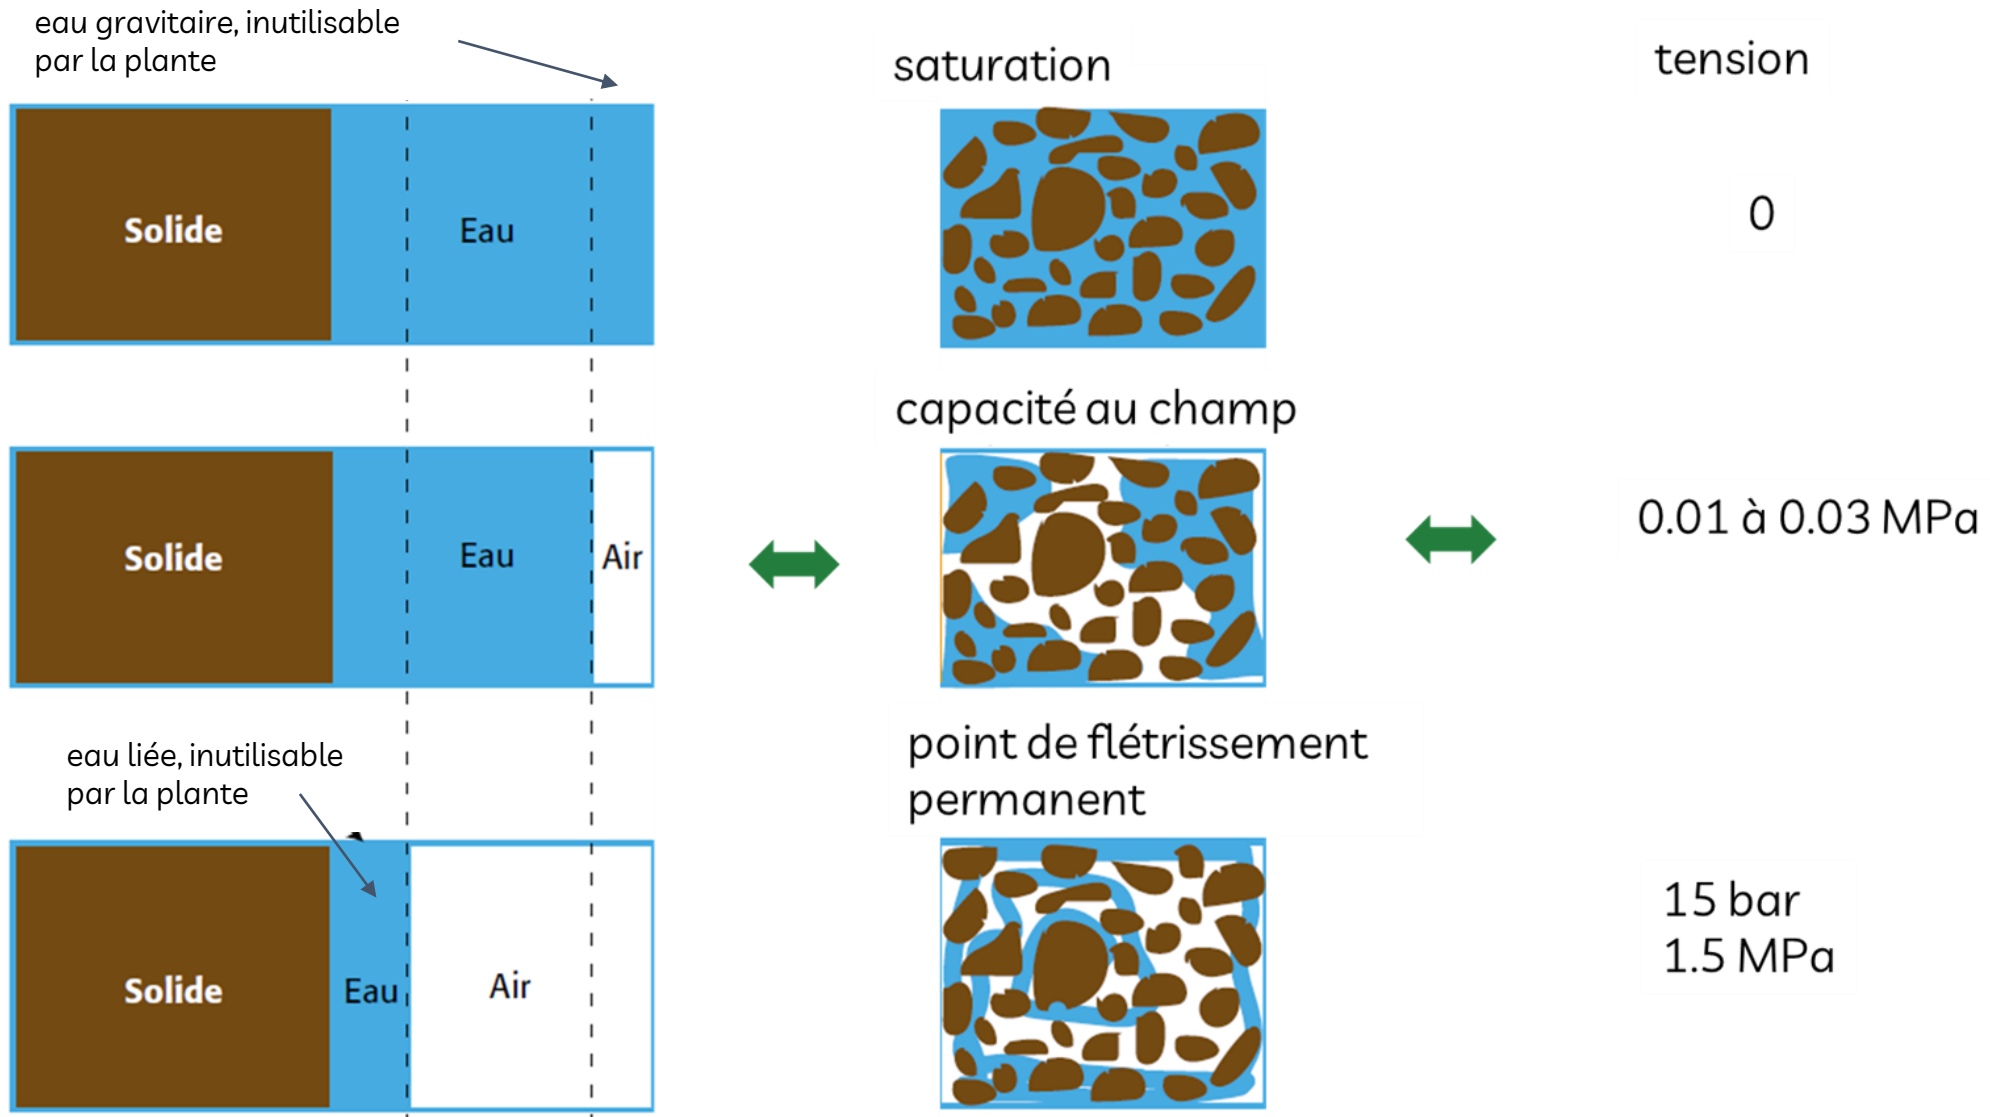 eau gravitaire, inutilisable
par la plante
saturation
tension
Solide
Eau
0
capacité au champ
Solide
Eau
Air
0.01 à 0.03 MPa
eau liée, inutilisable
par la plante
point de flétrissement
permanent
Solide
Eau
Air
15 bar
1.5 MPa